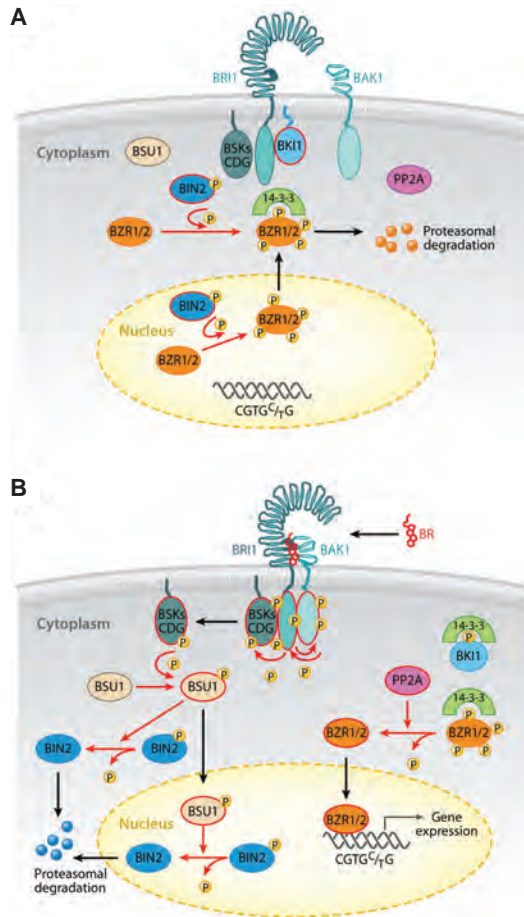 A
BRI1
BAK1
Cytoplasm
BSU1
BSKs
CDG
BKI1
PP2A
BIN2
P
14-3-3
P
P
BZR1/2
P
BZR1/2
P
P
P
Proteasomal
degradation
BIN2
P
P
P
P
BZR1/2
P
P
Nucleus
BZR1/2
CGTGC/TG
B
BRI1
BAK1
BR
Cytoplasm
BSKs
CDG
P
BSKs
CDG
P
P
P
P
P
P
P
P
14-3-3
P
BKI1
P
BSU1
BSU1
P
PP2A
14-3-3
P
BIN2
BIN2
P
P
BZR1/2
BZR1/2
P
P
P
P
Nucleus
BSU1
P
BZR1/2
Gene
expression
CGTGC/TG
BIN2
BIN2
P
P
Proteasomal
degradation